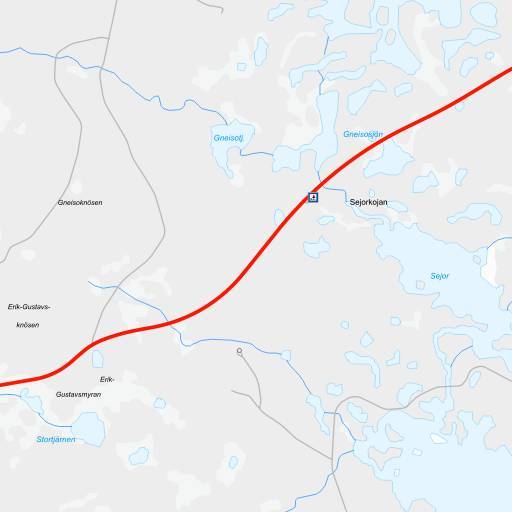 Gneisotj.
Gneisosjön
Gneisoknösen
Sejorkojan
Sejor
Erik-Gustavs-
knösen
Erik-
Gustavsmyran
Stortjärnen